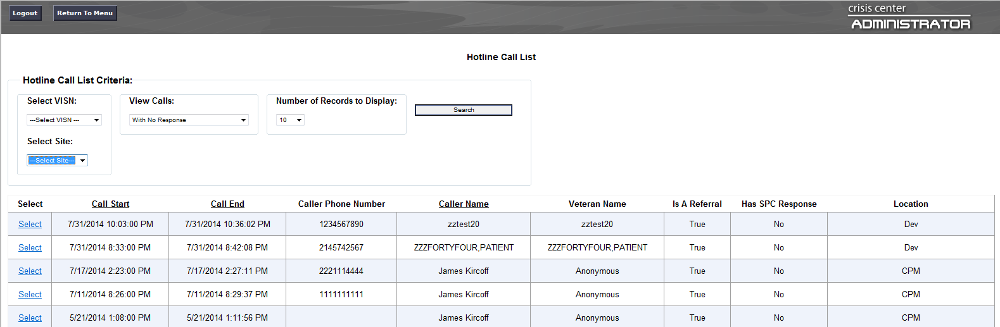 Logout Return To Menu
crisis center
ADMINISTRATOR
Hotline Call List
Hotline Call List Criteria:
Select VISN: View Calls: Number of Records to Display:
---Select VISN --- With No Response 10 Search
Select Site:
---Select Site---
Select Call Start Call End Caller Phone Number Caller Name Veteran Name Is A Referral Has SPC Response Location
Select 7/31/2014 10:03:00 PM 7/31/2014 10:36:02 PM 1234567890 zztest20 zztest20 True No Dev
Select 7/31/2014 8:33:00 PM 7/31/2014 8:42:08 PM 2145742567 ZZZFORTYFOUR,PATIENT ZZZFORTYFOUR,PATIENT True No Dev
Select 7/17/2014 2:23:00 PM 7/17/2014 2:27:11 PM 2221114444 James Kircoff Anonymous True No CPM
Select 7/11/2014 8:26:00 PM 7/11/2014 8:29:37 PM 1111111111 James Kircoff Anonymous True No CPM
Select 5/21/2014 1:08:00 PM 5/21/2014 1:11:56 PM James Kircoff Anonymous True No CPM